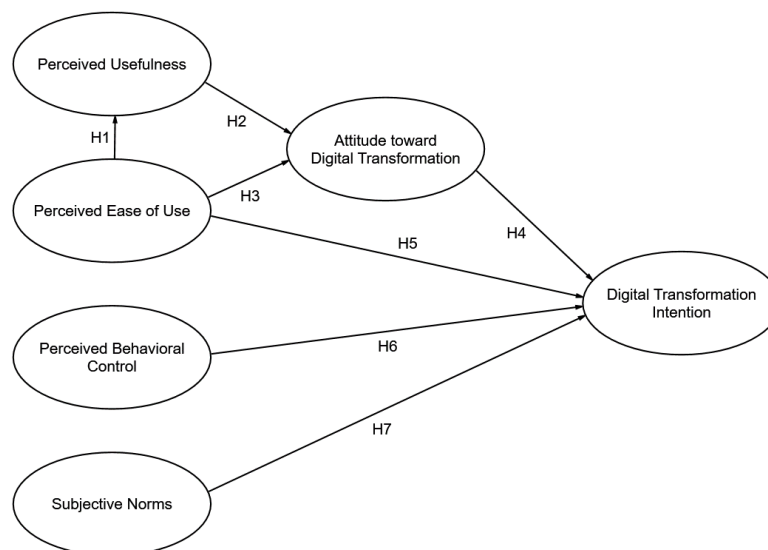 Perceived Usefulness
H1
H2
Attitude toward
Digital Transformation
Perceived Ease of Use
H3
H4
H5
Digital Transformation
Intention
Perceived Behavioral
Control
H6
H7
Subjective Norms